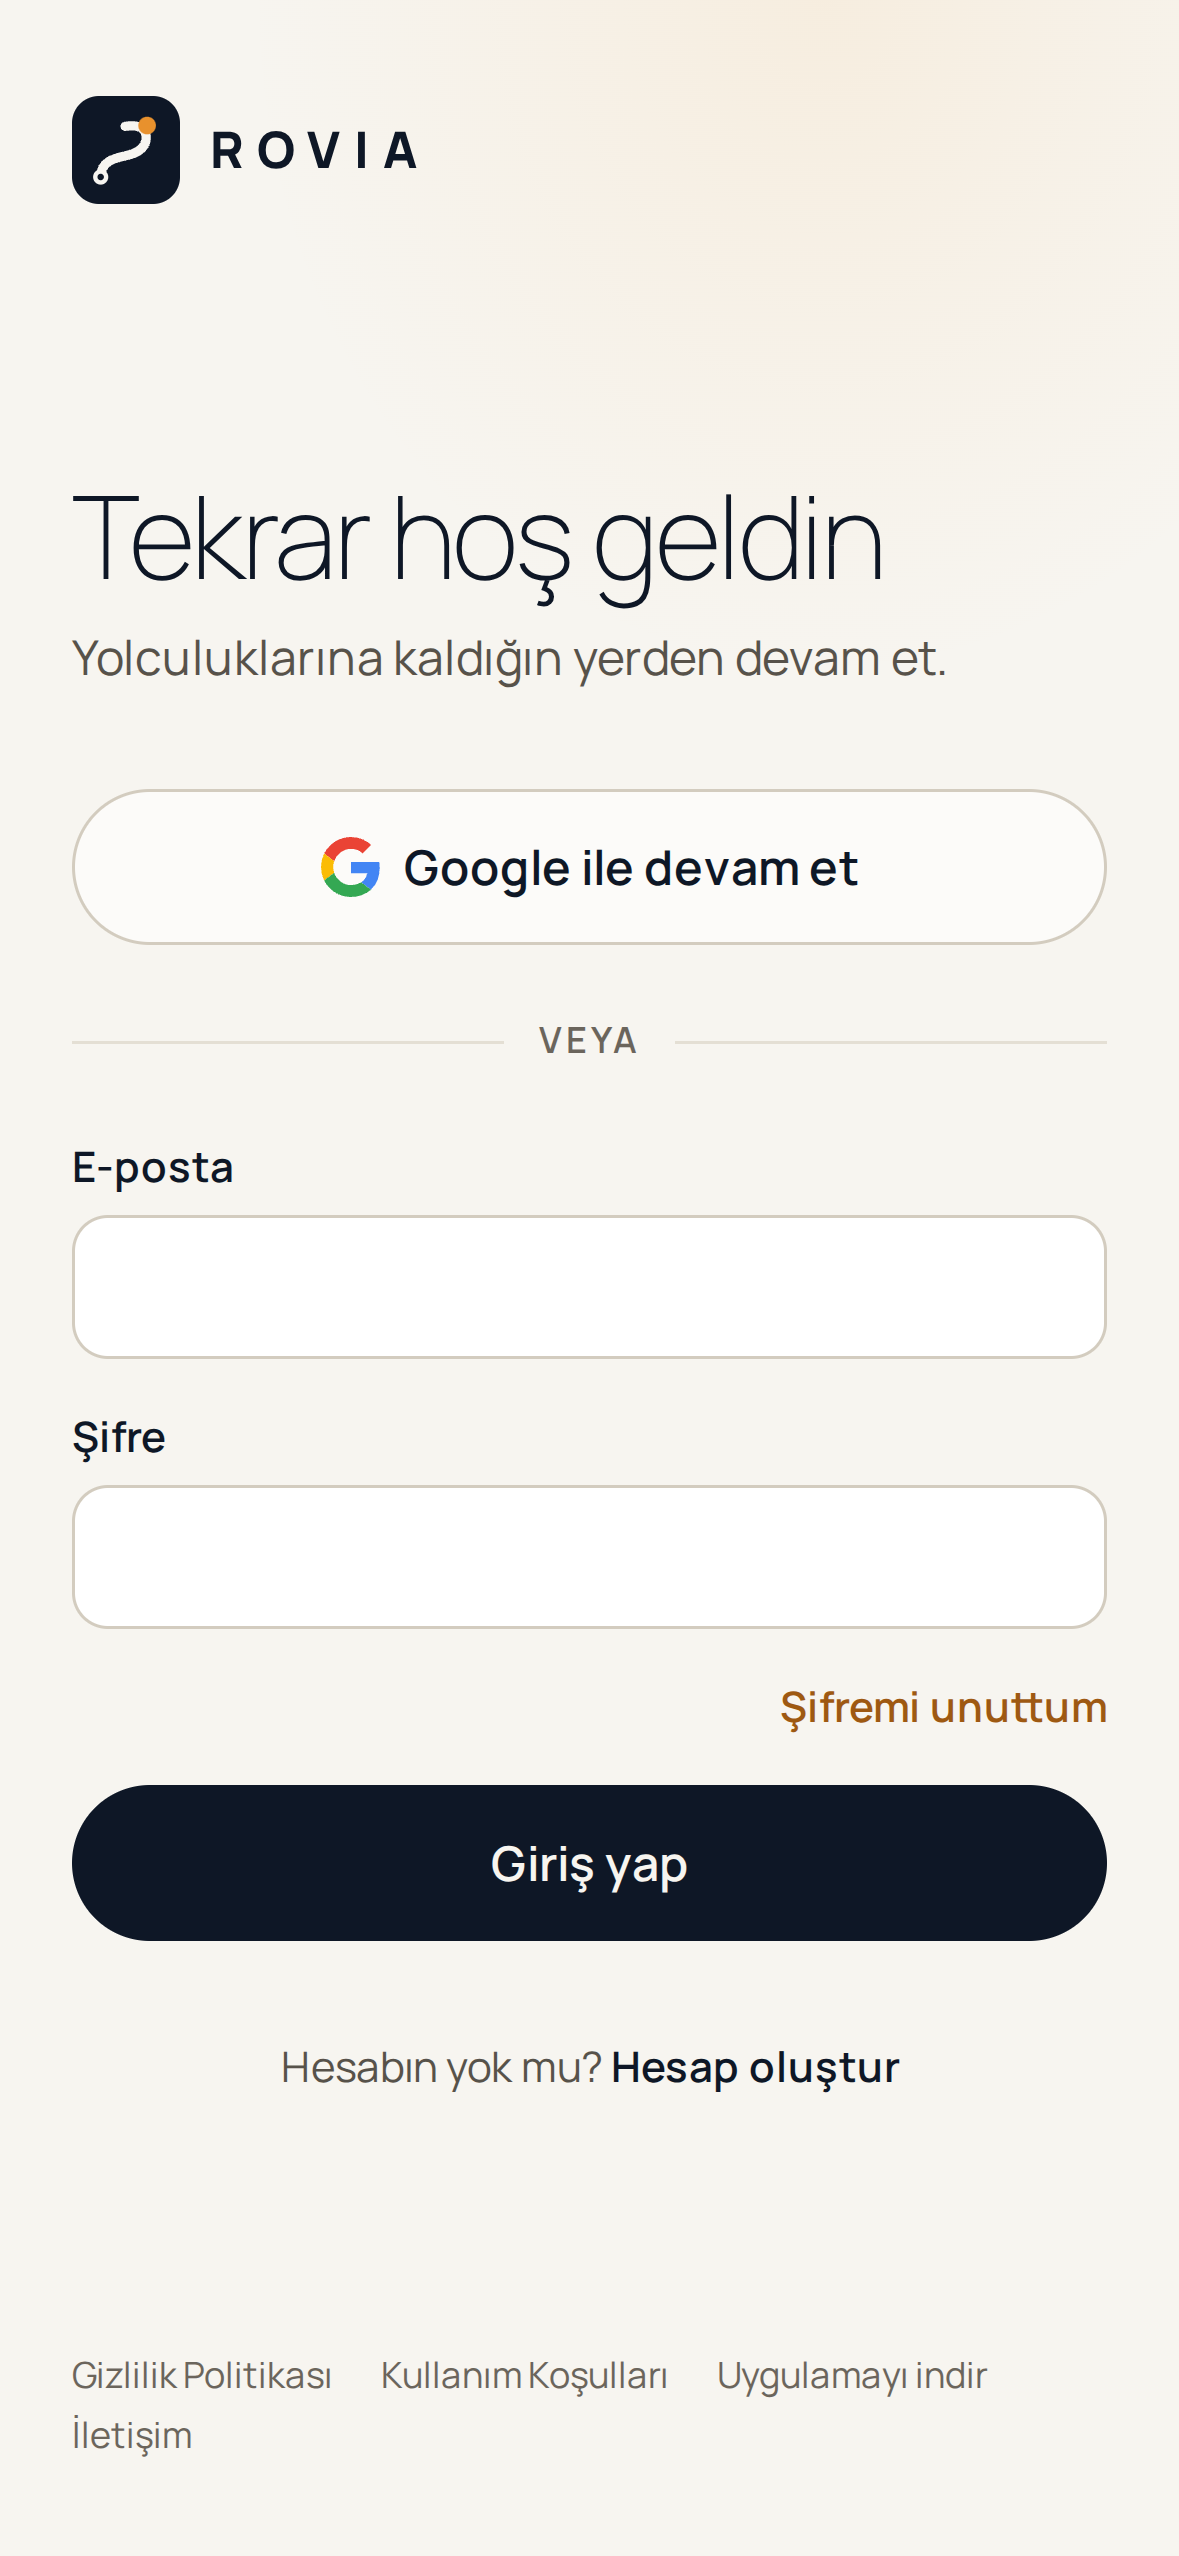 ROVIA
Tekrar hoş geldin
Yolculuklarına kaldığın yerden devam et.
Google ile devam et
VEYA
E-posta
Şifre
Şifremi unuttum
Giriş yap
Hesabın yok mu? Hesap oluştur
Gizlilik Politikası Kullanım Koşulları Uygulamayı indir
İletişim